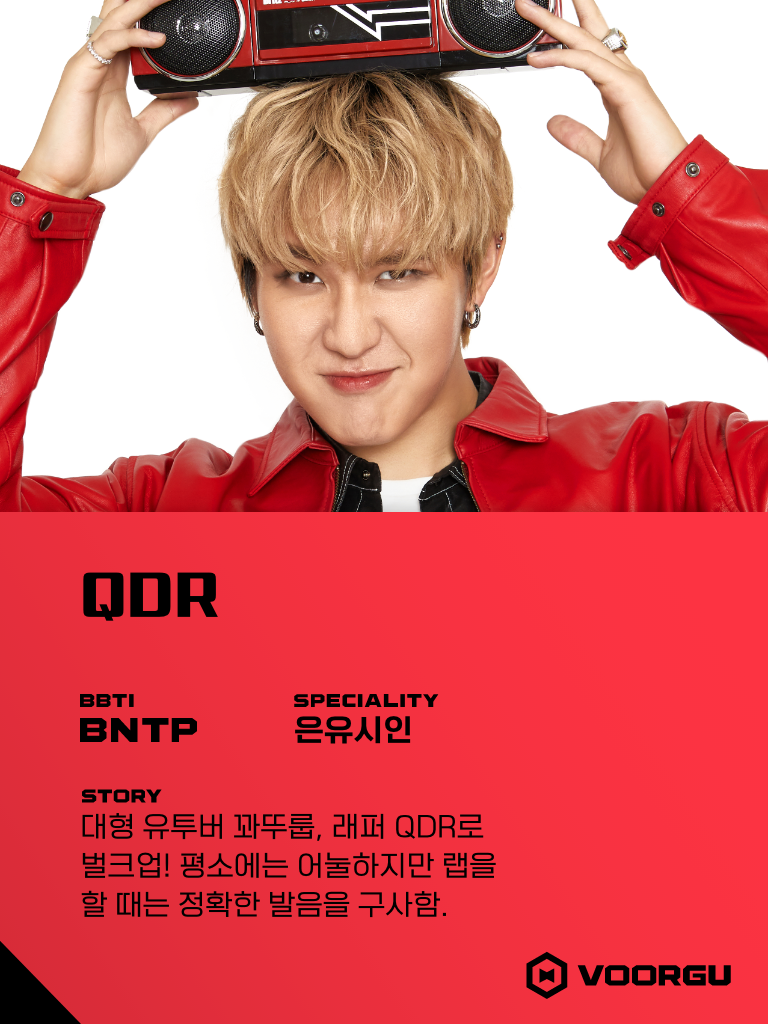 QDR
BBTI
BNTP
SPECIALITY
은유시인
STORY
대형 유투버 꽈뚜룹, 래퍼 QDR로
벌크업! 평소에는 어눌하지만 랩을
할 때는 정확한 발음을 구사함.
VOORGU